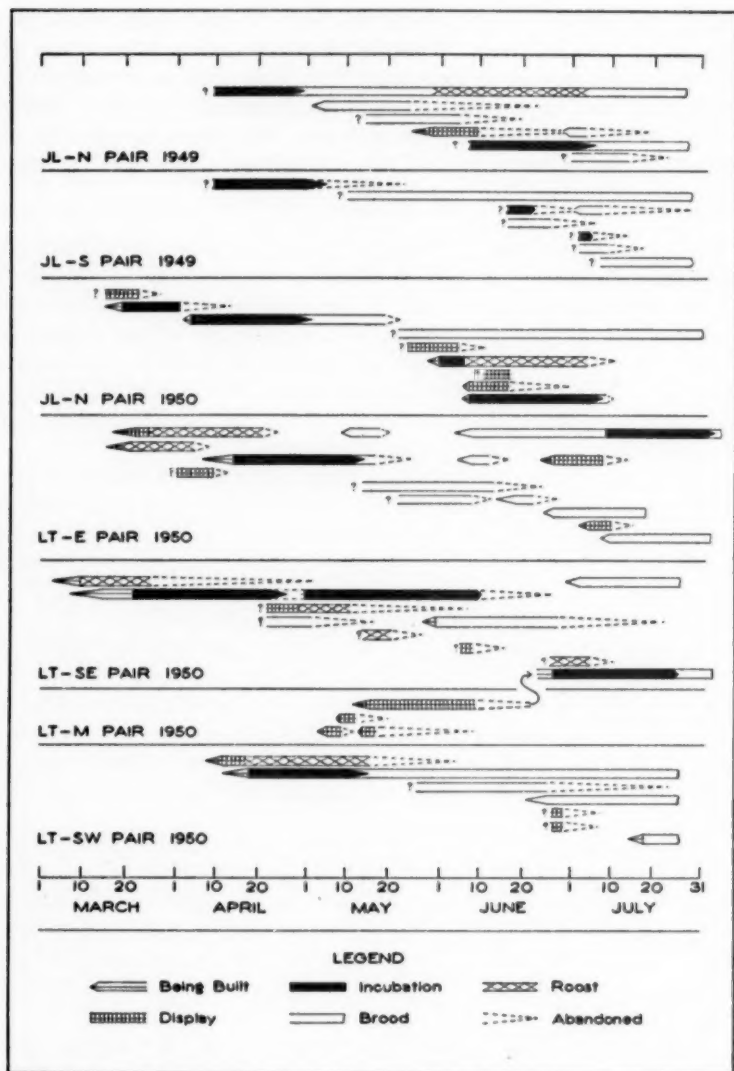 JL-N PAIR 1949
JL-S PAIR 1949
JL-N PAIR 1950
LT-E PAIR 1950
LT-SE PAIR 1950
LT-M PAIR 1950
LT-SW PAIR 1950
1 10 20 1 10 20 1 10 20 1 10 20 1 10 20 31
MARCH APRIL MAY JUNE JULY
LEGEND
Being Built Incubation Roost
Display Brood Abandoned